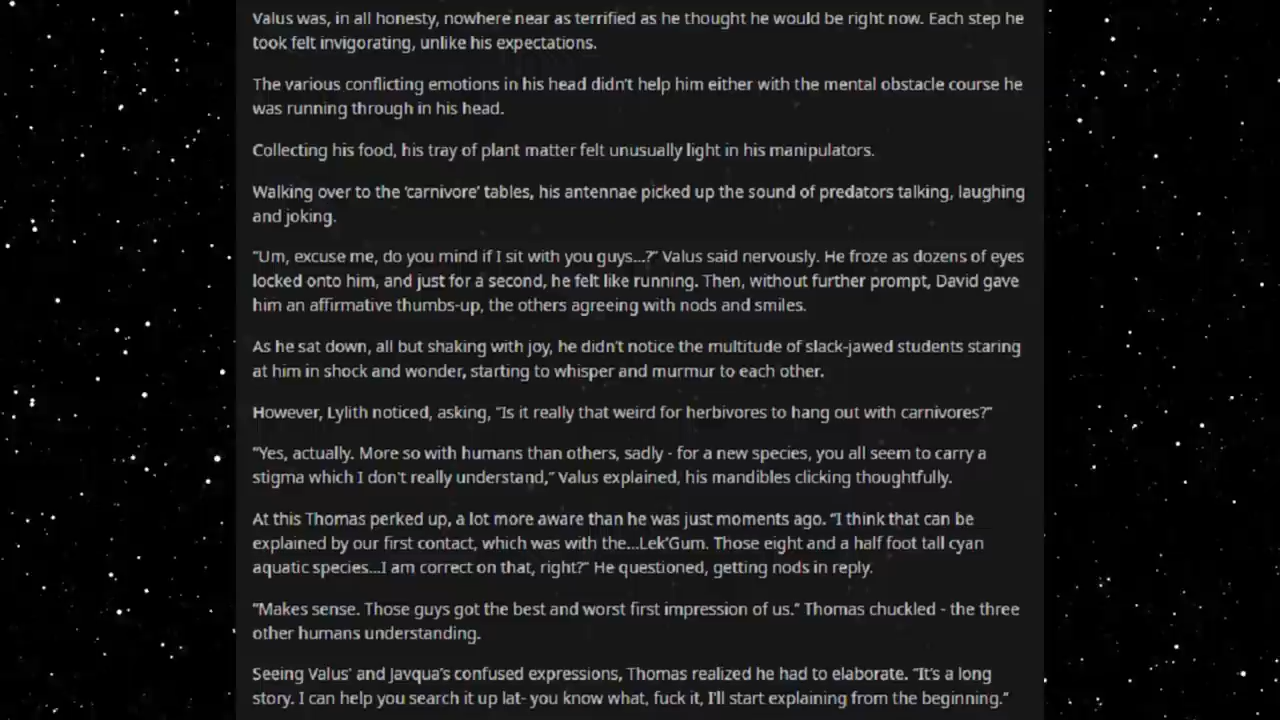 Valus was, in all honesty, nowhere near as terrified as he thought he would be right now. Each step he
took felt invigorating, unlike his expectations.
The various conflicting emotions in his head didn't help him either with the mental obstacle course he
was running through in his head.
Collecting his food, his tray of plant matter felt unusually light in his manipulators.
Walking over to the 'carnivore' tables, his antennae picked up the sound of predators talking, laughing
and joking.
"Um, excuse me, do you mind if I sit with you guys...?" Valus said nervously. He froze as dozens of eyes
locked onto him, and just for a second, he felt like running. Then, without further prompt, David gave
him an affirmative thumbs-up, the others agreeing with nods and smiles.
As he sat down, all but shaking with joy, he didn't notice the multitude of slack-jawed students staring
at him in shock and wonder, starting to whisper and murmur to each other.
However, Lylith noticed, asking, "Is it really that weird for herbivores to hang out with carnivores?"
"Yes, actually. More so with humans than others, sadly - for a new species, you all seem to carry a
stigma which I don't really understand," Valus explained, his mandibles clicking thoughtfully.
At this Thomas perked up, a lot more aware than he was just moments ago. "I think that can be
explained by our first contact, which was with the...Lek'Gum. Those eight and a half foot tall cyan
aquatic species...I am correct on that, right?" He questioned, getting nods in reply.
"Makes sense. Those guys got the best and worst first impression of us." Thomas chuckled - the three
other humans understanding.
Seeing Valus' and Javqua's confused expressions, Thomas realized he had to elaborate. "It's a long
story. I can help you search it up lat- you know what, fuck it, I'll start explaining from the beginning."